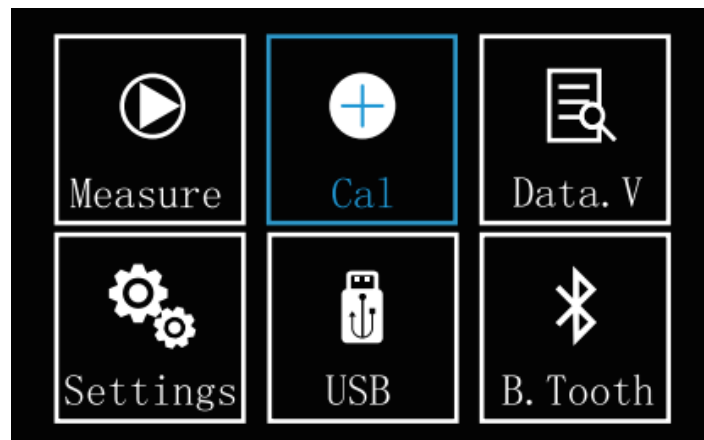 Measure
Cal
Data. V
Settings
USB
B. Tooth